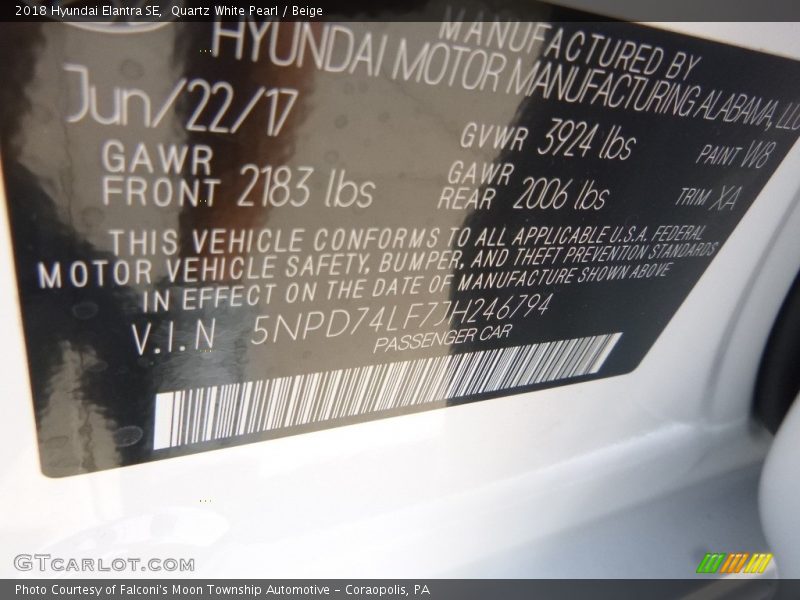 2018 Hyundai Elantra SE, Quartz White Pearl / Beige
MANUFACTURED BY
HYUNDAI MOTOR MANUFACTURING ALABAMA, LLC
Jun/22/17
GVWR 3924 lbs
PAINT W8
GAWR FRONT 2183 lbs
GAWR REAR 2006 lbs
TRIM XA
THIS VEHICLE CONFORMS TO ALL APPLICABLE U.S.A. FEDERAL
MOTOR VEHICLE SAFETY, BUMPER, AND THEFT PREVENTION STANDARDS
IN EFFECT ON THE DATE OF MANUFACTURE SHOWN ABOVE
V.I.N 5NPD74LF7JH246794
PASSENGER CAR
GTCARLOT.COM
Photo Courtesy of Falconi's Moon Township Automotive - Coraopolis, PA